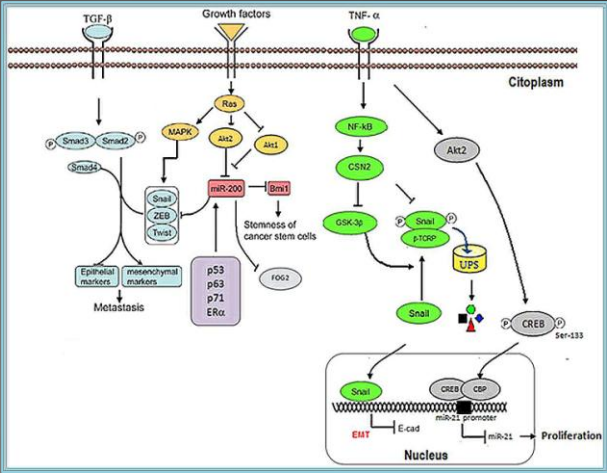 TGF-β
Growth factors
TNF- α
Citoplasm
Ras
MAPK
Akt2
Akt1
NF-kB
Akt2
P
Smad3
Smad2
P
Smad4
CSN2
Snail
ZEB
Twist
miR-200
Bmi1
Stomness of
cancer stem cells
GSK-3β
P
Snail
P
β-TCRP
UPS
Epithelial
markers
mesenchymal
markers
Metastasis
p53
p63
p71
ERα
FOG2
Snail
P
CREB
P
Ser-133
Snail
CREB
CBP
miR-21 promoter
EMT
E-cad
miR-21
Proliferation
Nucleus